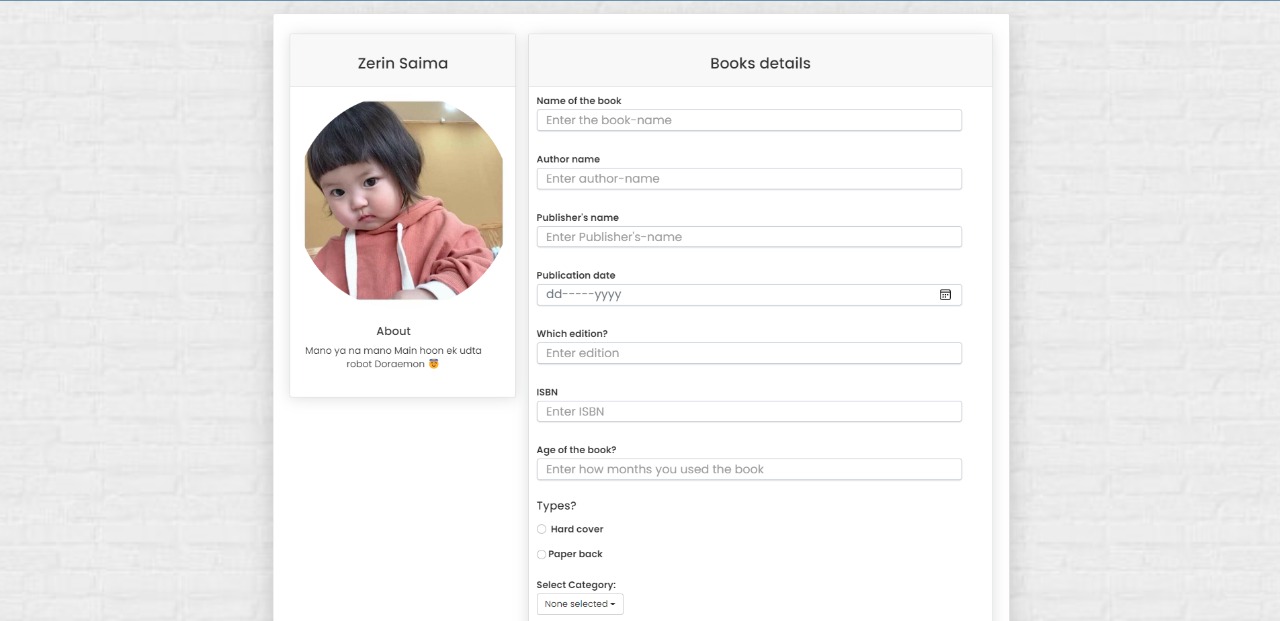 Zerin Saima
About
Mano ya na mano Main hoon ek udta
robot Doraemon 🤯
Books details
Name of the book
Enter the book-name
Author name
Enter author-name
Publisher's name
Enter Publisher's-name
Publication date
dd-----yyyy
Which edition?
Enter edition
ISBN
Enter ISBN
Age of the book?
Enter how months you used the book
Types?
Hard cover
Paper back
Select Category:
None selected